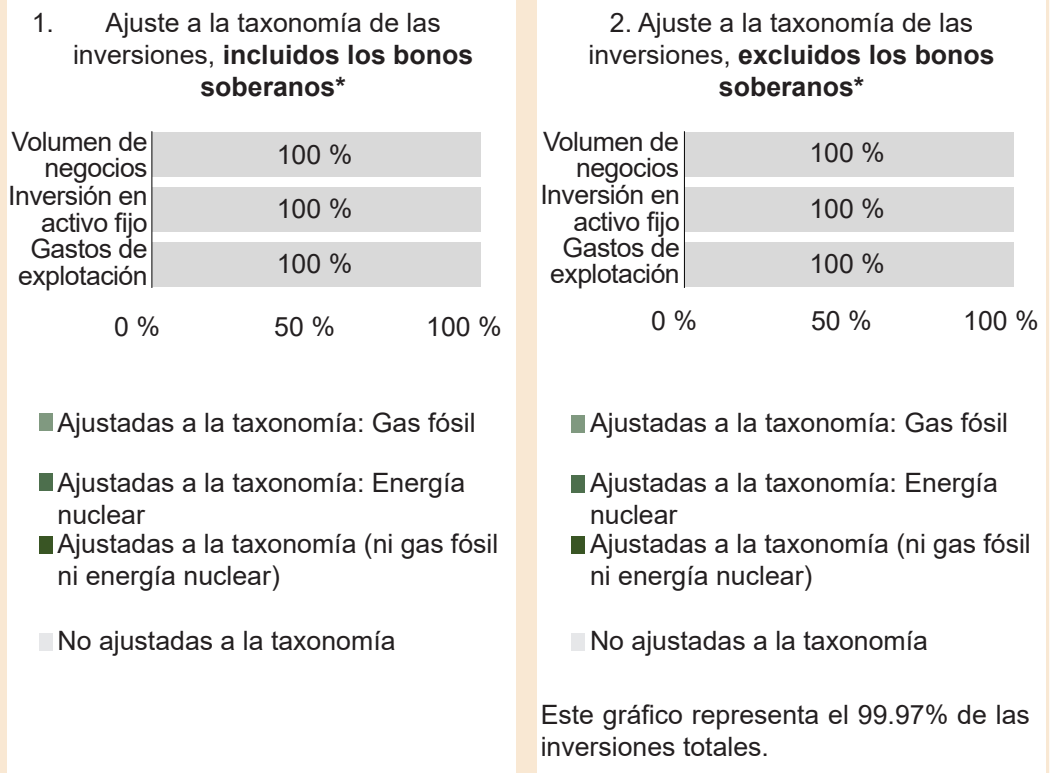 1. Ajuste a la taxonomía de las
inversiones, incluidos los bonos
soberanos*
Volumen de
negocios
100 %
Inversión en
activo fijo
100 %
Gastos de
explotación
100 %
0 % 50 % 100 %
Ajustadas a la taxonomía: Gas fósil
Ajustadas a la taxonomía: Energía
nuclear
Ajustadas a la taxonomía (ni gas fósil
ni energía nuclear)
No ajustadas a la taxonomía
2. Ajuste a la taxonomía de las
inversiones, excluidos los bonos
soberanos*
Volumen de
negocios
100 %
Inversión en
activo fijo
100 %
Gastos de
explotación
100 %
0 % 50 % 100 %
Ajustadas a la taxonomía: Gas fósil
Ajustadas a la taxonomía: Energía
nuclear
Ajustadas a la taxonomía (ni gas fósil
ni energía nuclear)
No ajustadas a la taxonomía
Este gráfico representa el 99.97% de las
inversiones totales.